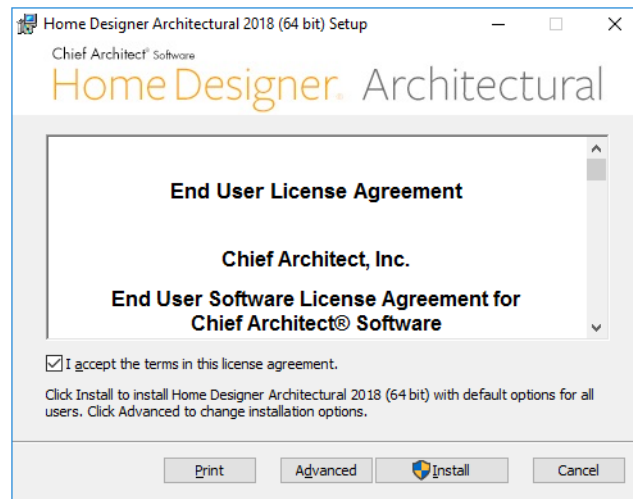 Home Designer Architectural 2018 (64 bit) Setup
Chief Architect® Software
Home Designer® Architectural
End User License Agreement
Chief Architect, Inc.
End User Software License Agreement for
Chief Architect® Software
I accept the terms in this license agreement.
Click Install to install Home Designer Architectural 2018 (64 bit) with default options for all
users. Click Advanced to change installation options.
Print Advanced Install Cancel